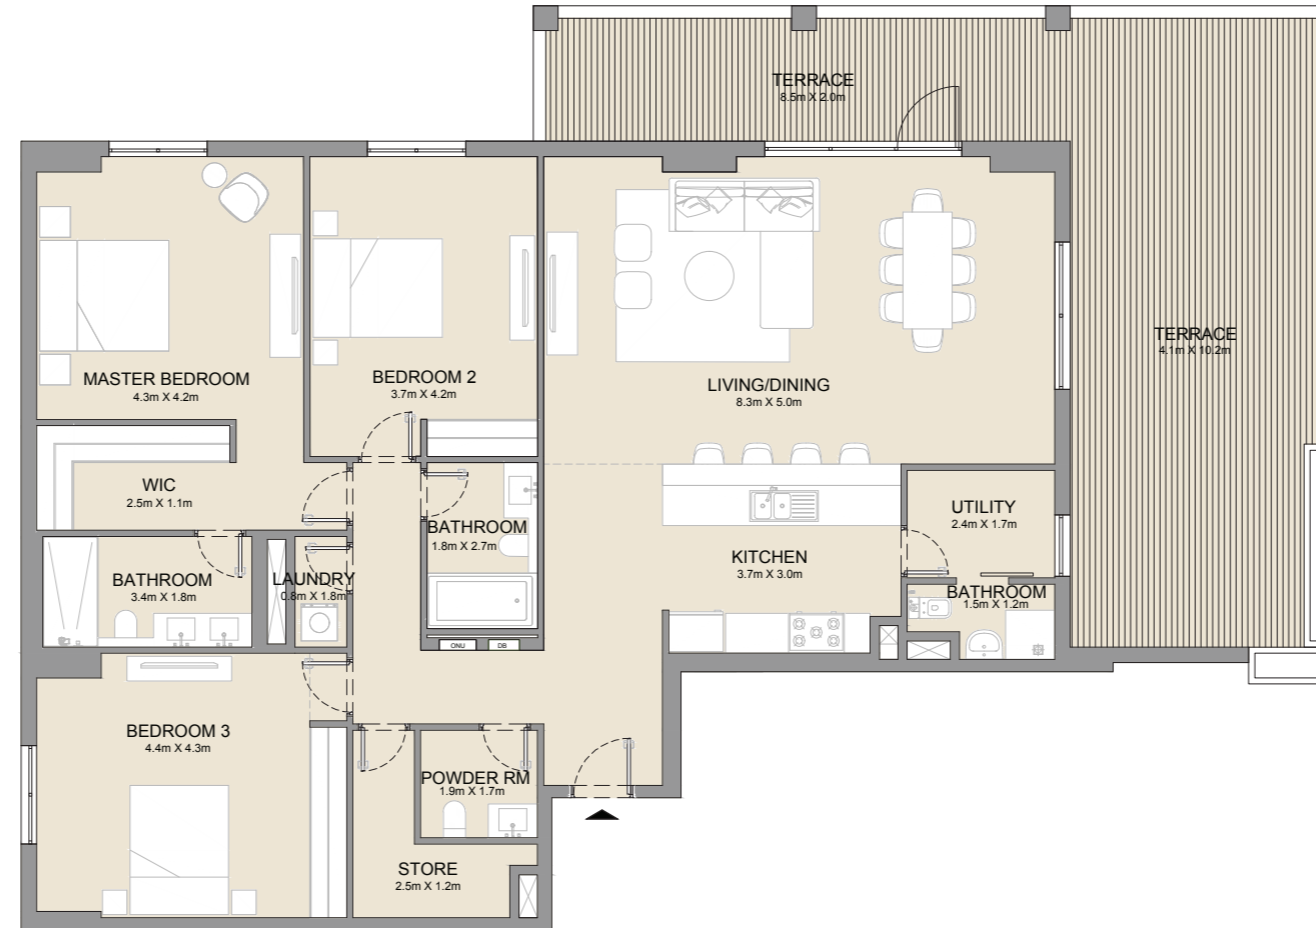 TERRACE
8.5m X 2.0m
TERRACE
4.1m X 10.2m
MASTER BEDROOM
4.3m X 4.2m
BEDROOM 2
3.7m X 4.2m
LIVING/DINING
8.3m X 5.0m
WIC
2.5m X 1.1m
BATHROOM
1.8m X 2.7m
UTILITY
2.4m X 1.7m
KITCHEN
3.7m X 3.0m
BATHROOM
3.4m X 1.8m
LAUNDRY
0.8m X 1.8m
BATHROOM
1.5m X 1.2m
ONU
DB
BEDROOM 3
4.4m X 4.3m
POWDER RM
1.9m X 1.7m
STORE
2.5m X 1.2m